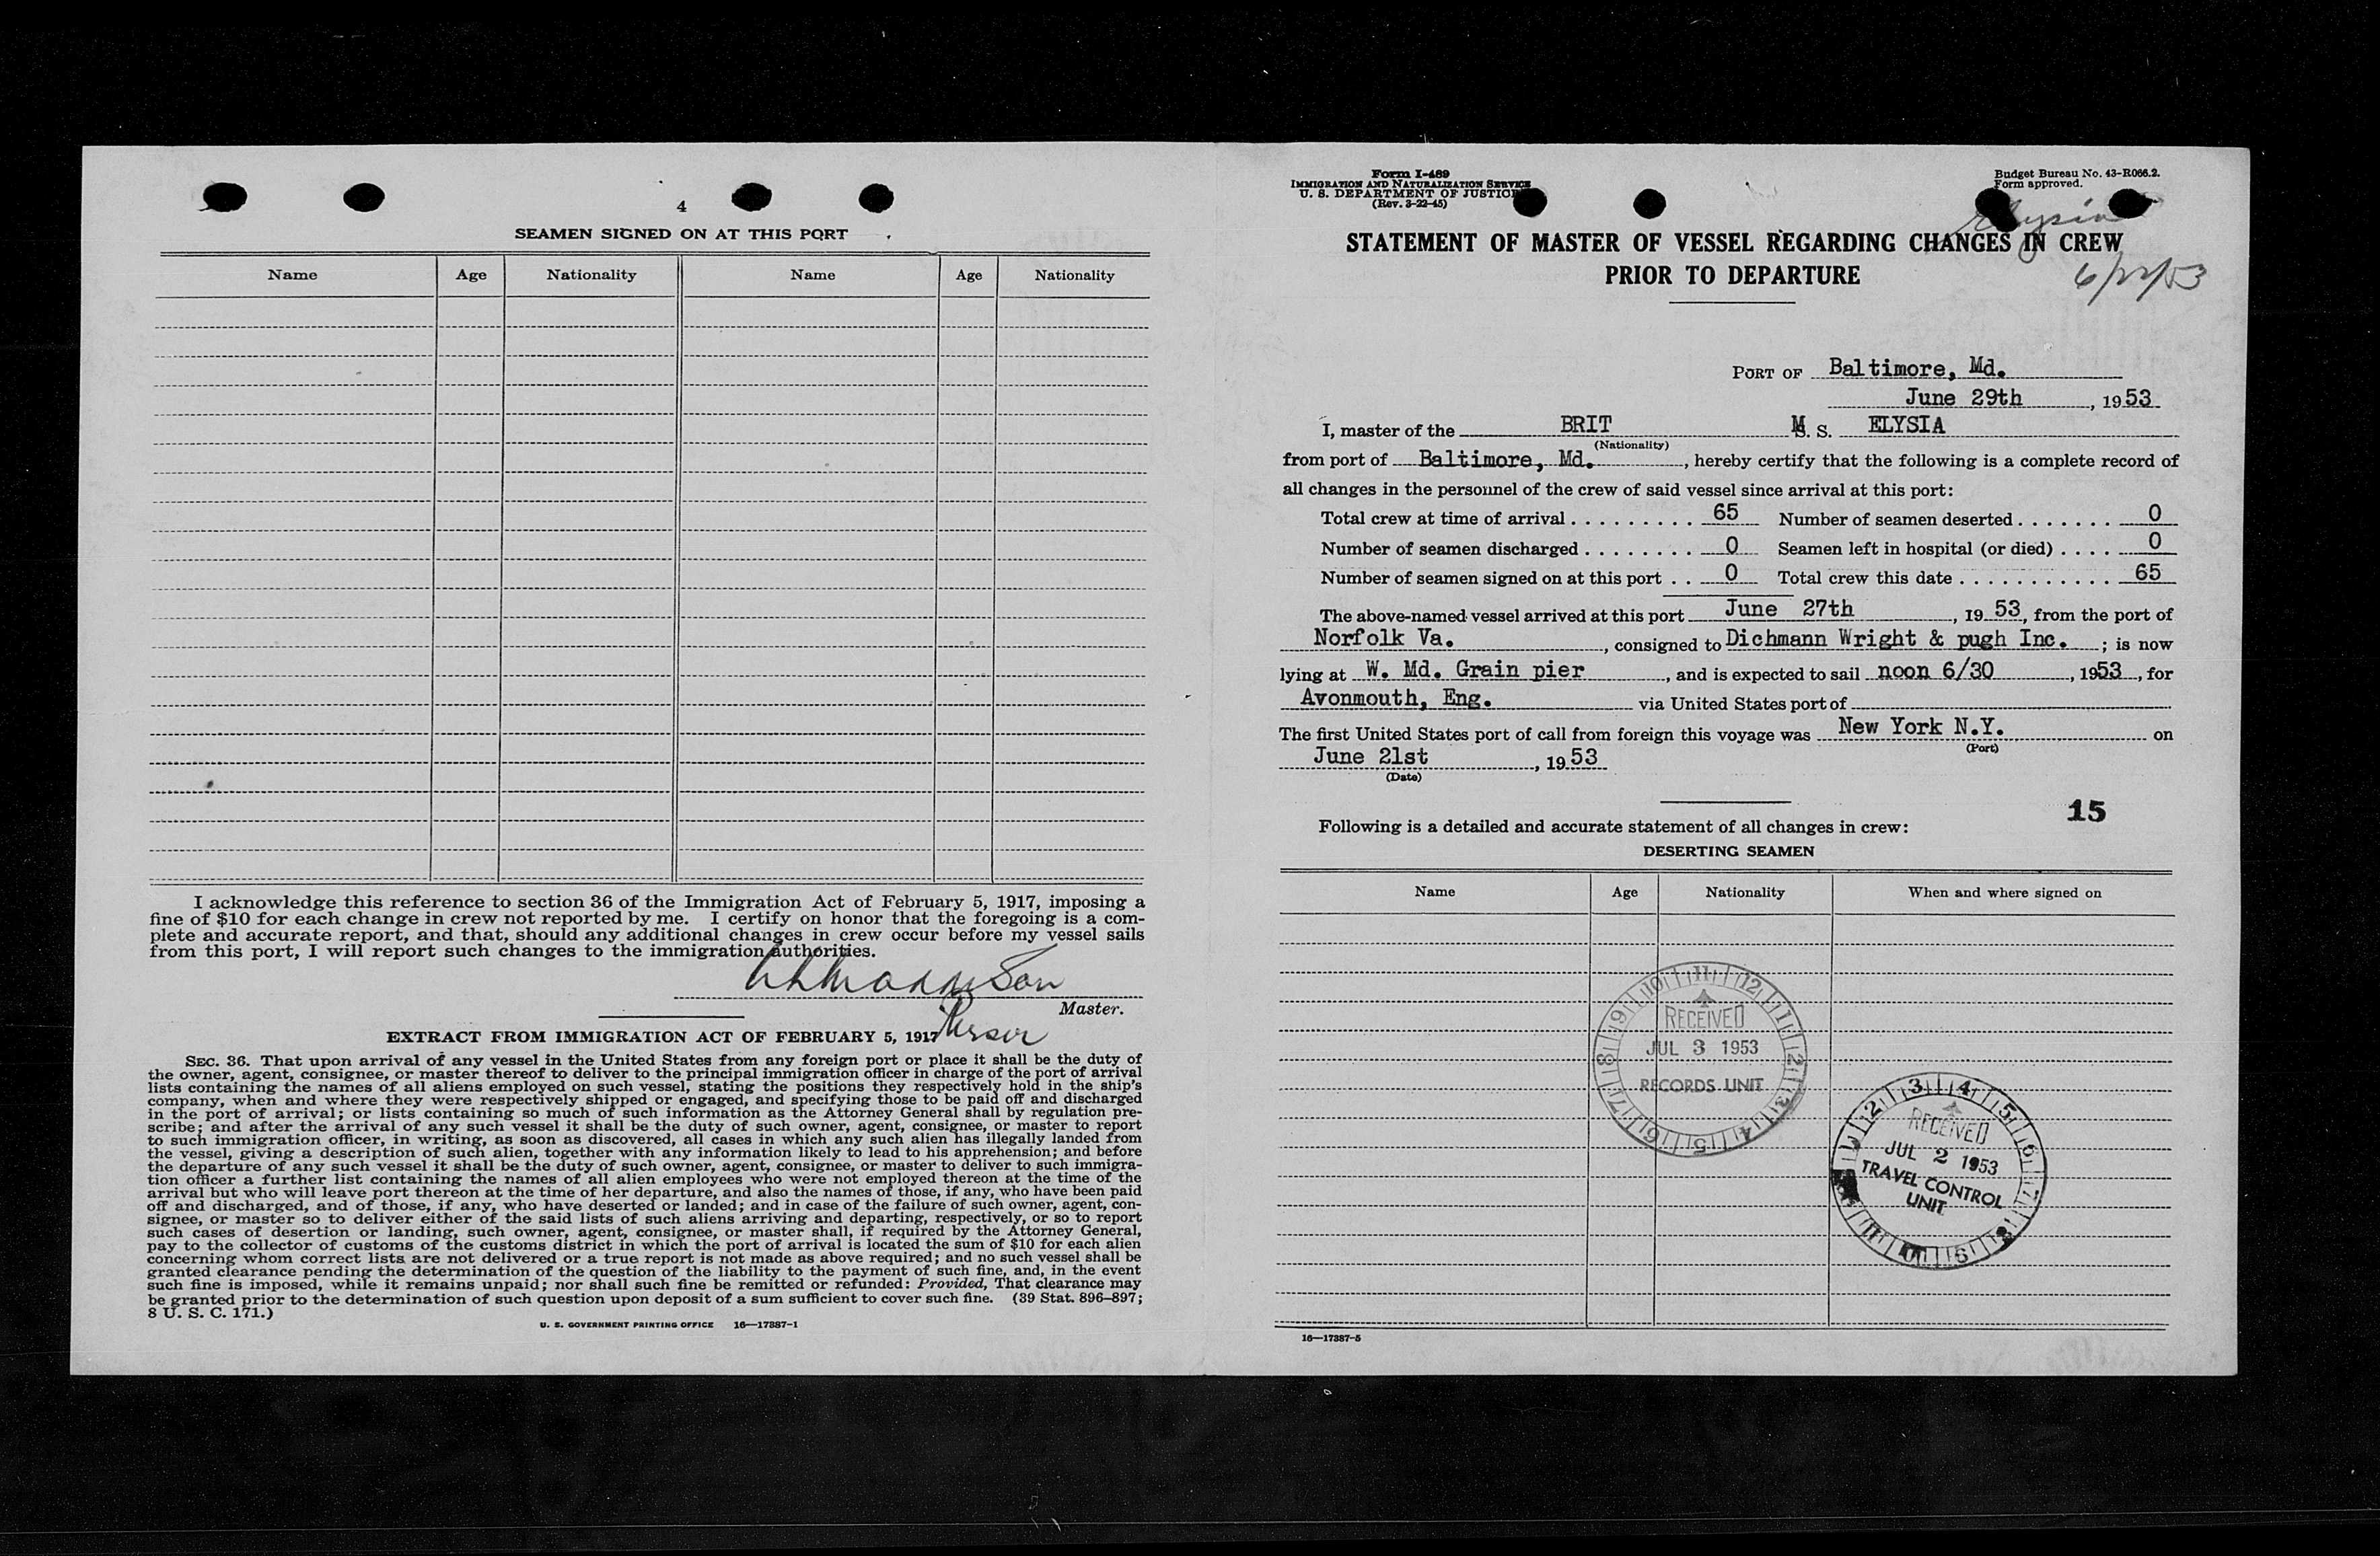 4
SEAMEN SIGNED ON AT THIS PORT
Name Age Nationality Name Age Nationality
I acknowledge this reference to section 36 of the Immigration Act of February 5, 1917, imposing a
fine of $10 for each change in crew not reported by me. I certify on honor that the foregoing is a com-
plete and accurate report, and that, should any additional changes in crew occur before my vessel sails
from this port, I will report such changes to the immigration authorities.
Master.
Purser
EXTRACT FROM IMMIGRATION ACT OF FEBRUARY 5, 1917
SEC. 36. That upon arrival of any vessel in the United States from any foreign port or place it shall be the duty of
the owner, agent, consignee, or master thereof to deliver to the principal immigration officer in charge of the port of arrival
lists containing the names of all aliens employed on such vessel, stating the positions they respectively hold in the ship's
company, when and where they were respectively shipped or engaged, and specifying those to be paid off and discharged
in the port of arrival; or lists containing so much of such information as the Attorney General shall by regulation pre-
scribe; and after the arrival of any such vessel it shall be the duty of such owner, agent, consignee, or master to report
to such immigration officer, in writing, as soon as discovered, all cases in which any such alien has illegally landed from
the vessel, giving a description of such alien, together with any information likely to lead to his apprehension; and before
the departure of any such vessel it shall be the duty of such owner, agent, consignee, or master to deliver to such immigra-
tion officer a further list containing the names of all alien employees who were not employed thereon at the time of the
arrival but who will leave port thereon at the time of her departure, and also the names of those, if any, who have been paid
off and discharged, and of those, if any, who have deserted or landed; and in case of the failure of such owner, agent, con-
signee, or master so to deliver either of the said lists of such aliens arriving and departing, respectively, or so to report
such cases of desertion or landing, such owner, agent, consignee, or master shall, if required by the Attorney General,
pay to the collector of customs of the customs district in which the port of arrival is located the sum of $10 for each alien
concerning whom correct lists are not delivered or a true report is not made as above required; and no such vessel shall be
granted clearance pending the determination of the question of the liability to the payment of such fine, and, in the event
such fine is imposed, while it remains unpaid; nor shall such fine be remitted or refunded: Provided, That clearance may
be granted prior to the determination of such question upon deposit of a sum sufficient to cover such fine. (39 Stat. 896–897;
8 U. S. C. 171.)
U. S. GOVERNMENT PRINTING OFFICE 16—17387-1
Form I-489
IMMIGRATION AND NATURALIZATION SERVICE
U. S. DEPARTMENT OF JUSTICE
(Rev. 3-22-45)
Budget Bureau No. 43-R066.2.
Form approved.
Elysia
STATEMENT OF MASTER OF VESSEL REGARDING CHANGES IN CREW
PRIOR TO DEPARTURE
6/22/53
PORT OF Baltimore, Md.
June 29th, 1953
I, master of the BRIT M. S. ELYSIA
(Nationality)
from port of Baltimore, Md., hereby certify that the following is a complete record of
all changes in the personnel of the crew of said vessel since arrival at this port:
Total crew at time of arrival . . . . . . . . . 65 Number of seamen deserted . . . . . . . 0
Number of seamen discharged . . . . . . . . 0 Seamen left in hospital (or died) . . . . 0
Number of seamen signed on at this port . . 0 Total crew this date . . . . . . . . . . . 65
The above-named vessel arrived at this port June 27th, 1953, from the port of
Norfolk Va., consigned to Dichmann Wright & pugh Inc. ; is now
lying at W. Md. Grain pier, and is expected to sail noon 6/30, 1953, for
Avonmouth, Eng. via United States port of
The first United States port of call from foreign this voyage was New York N.Y. on
(Port)
June 21st, 1953
(Date)
15
Following is a detailed and accurate statement of all changes in crew:
DESERTING SEAMEN
Name Age Nationality When and where signed on
RECEIVED
JUL 3 1953
RECORDS UNIT
RECEIVED
JUL 2 1953
TRAVEL CONTROL
UNIT
16—17387-5